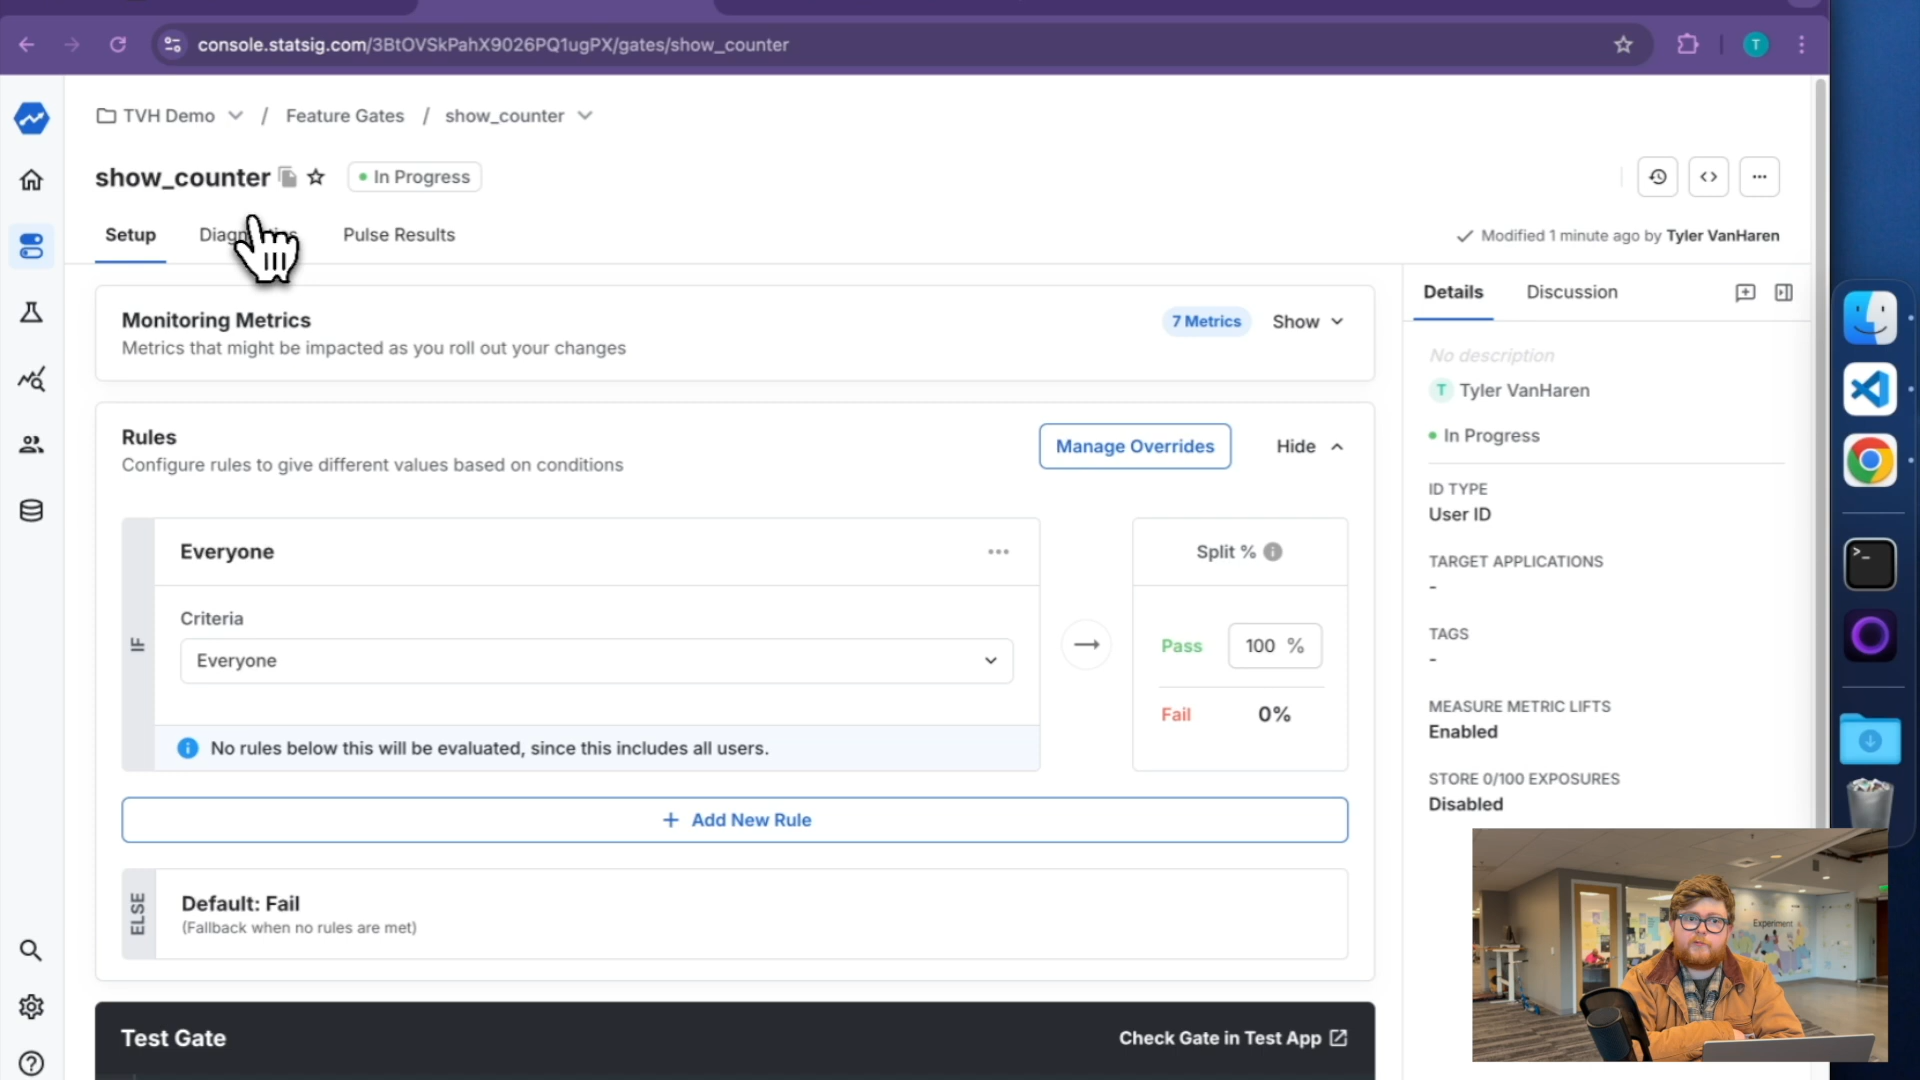 console.statsig.com/3BtOVSkPahX9026PQ1ugPX/gates/show_counter
T
TVH Demo / Feature Gates / show_counter
show_counter
In Progress
Setup
Pulse Results
Modified 1 minute ago by Tyler VanHaren
Monitoring Metrics
Metrics that might be impacted as you roll out your changes
7 Metrics
Show
Rules
Configure rules to give different values based on conditions
Manage Overrides
Hide
IF
Everyone
Criteria
Everyone
No rules below this will be evaluated, since this includes all users.
Split %
Pass 100 %
Fail 0%
+ Add New Rule
ELSE
Default: Fail
(Fallback when no rules are met)
Test Gate
Check Gate in Test App
Details
Discussion
No description
T Tyler VanHaren
In Progress
ID TYPE
User ID
TARGET APPLICATIONS
-
TAGS
-
MEASURE METRIC LIFTS
Enabled
STORE 0/100 EXPOSURES
Disabled
Experiment